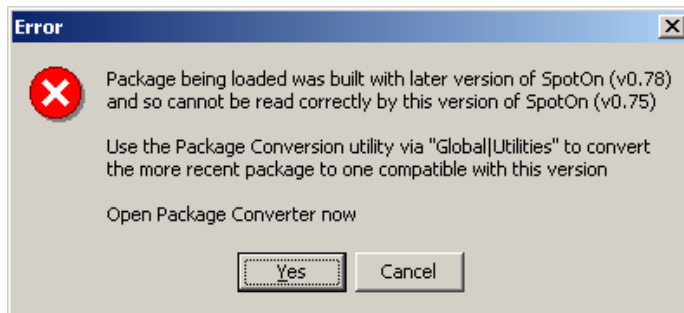 Error
Package being loaded was built with later version of SpotOn (v0.78)
and so cannot be read correctly by this version of SpotOn (v0.75)
Use the Package Conversion utility via "Global|Utilities" to convert
the more recent package to one compatible with this version
Open Package Converter now
Yes
Cancel